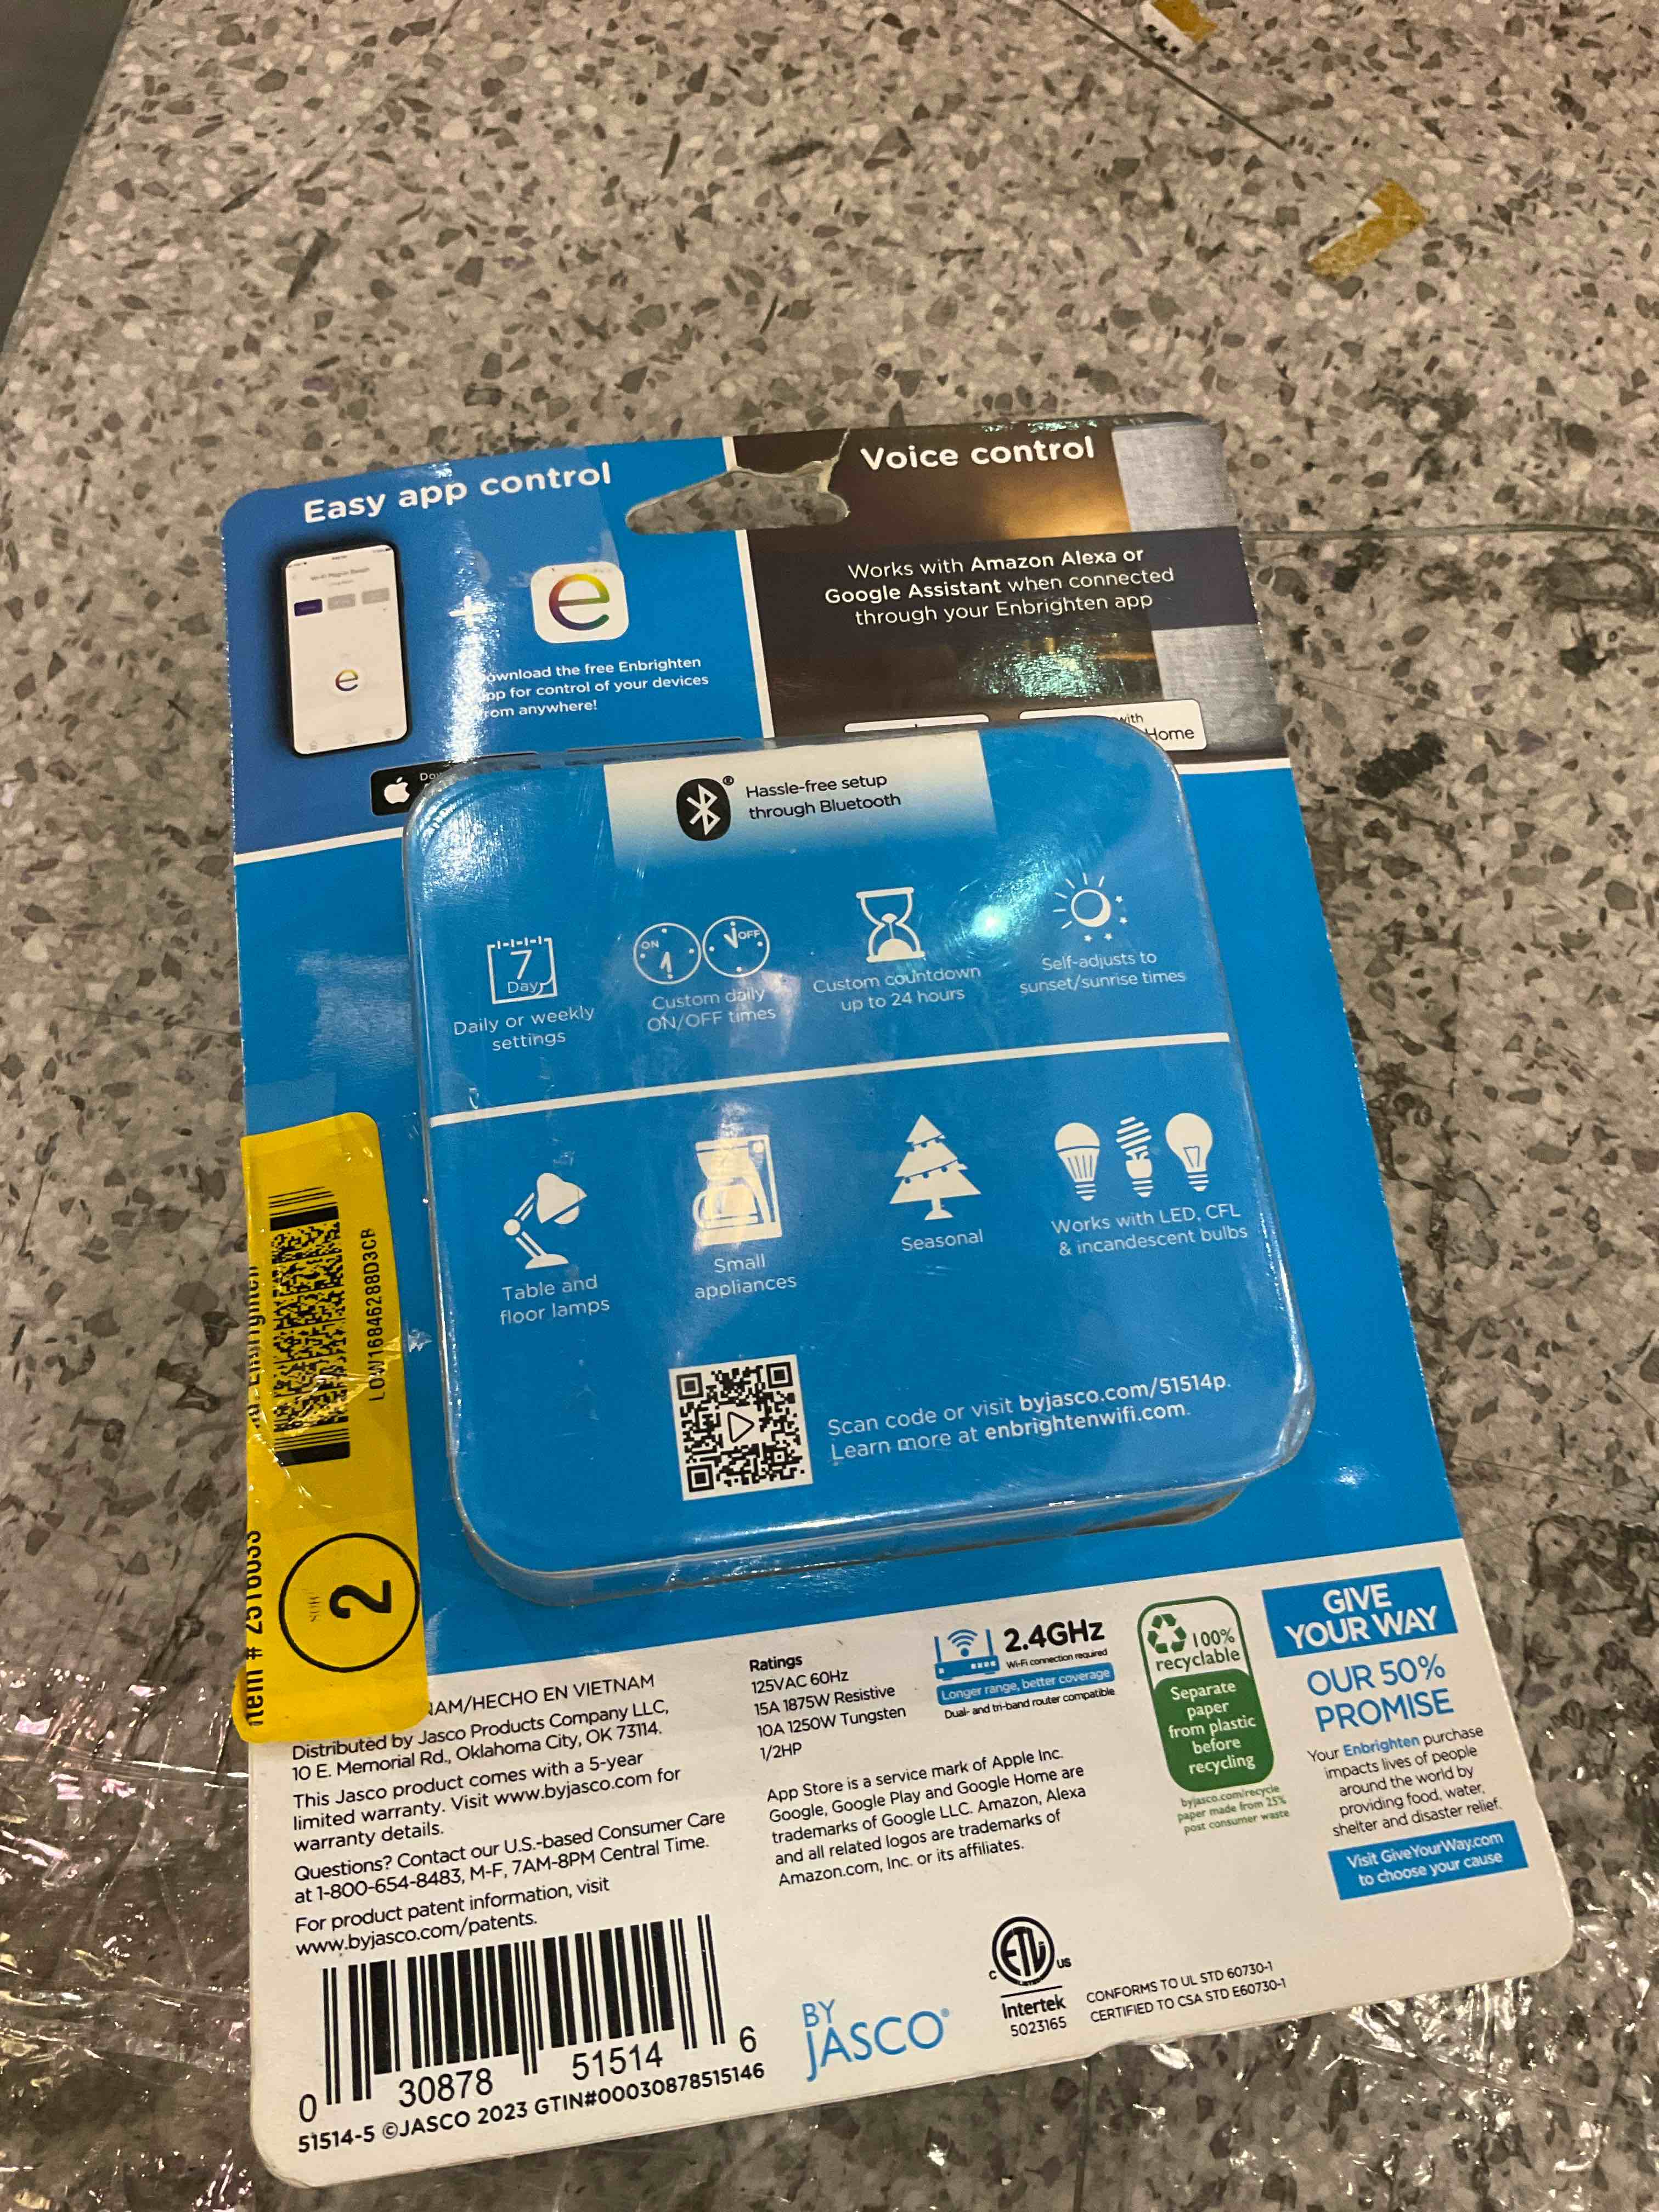 Easy app control
Voice control
e
e
+
ownload the free Enbrighten
pp for control of your devices
rom anywhere!
Works with Amazon Alexa or
Google Assistant when connected
through your Enbrighten app
with
Home
Hassle-free setup
through Bluetooth
®
7
Day
Daily or weekly
settings
ON
OFF
Custom daily
ON/OFF times
Custom countdown
up to 24 hours
Self-adjusts to
sunset/sunrise times
Table and
floor lamps
Small
appliances
Seasonal
Works with LED, CFL
& incandescent bulbs
Scan code or visit byjasco.com/51514p.
Learn more at enbrightenwifi.com.
LOW16846288D3CB
2
NAM/HECHO EN VIETNAM
Distributed by Jasco Products Company LLC,
10 E. Memorial Rd., Oklahoma City, OK 73114.
This Jasco product comes with a 5-year
limited warranty. Visit www.byjasco.com for
warranty details.
Questions? Contact our U.S.-based Consumer Care
at 1-800-654-8483, M-F, 7AM-8PM Central Time.
For product patent information, visit
www.byjasco.com/patents.
0 30878 51514 6
51514-5 ©JASCO 2023 GTIN#00030878515146
Ratings
125VAC 60Hz
15A 1875W Resistive
10A 1250W Tungsten
1/2HP
2.4GHz
Wi-Fi connection required
Longer range, better coverage
Dual- and tri-band router compatible
App Store is a service mark of Apple Inc.
Google, Google Play and Google Home are
trademarks of Google LLC. Amazon, Alexa
and all related logos are trademarks of
Amazon.com, Inc. or its affiliates.
100%
recyclable
Separate
paper
from plastic
before
recycling
byjasco.com/recycle
paper made from 25%
post consumer waste
GIVE
YOUR WAY
OUR 50%
PROMISE
Your Enbrighten purchase
impacts lives of people
around the world by
providing food, water,
shelter and disaster relief.
Visit GiveYourWay.com
to choose your cause
BY
JASCO®
C ETL US
Intertek
5023165
CONFORMS TO UL STD 60730-1
CERTIFIED TO CSA STD E60730-1